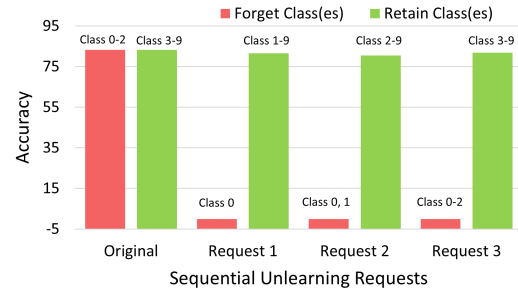 Forget Class(es) Retain Class(es)
95
75
55
35
15
-5
Accuracy
Class 0-2 Class 3-9 Class 1-9 Class 2-9 Class 3-9
Class 0 Class 0, 1 Class 0-2
Original Request 1 Request 2 Request 3
Sequential Unlearning Requests